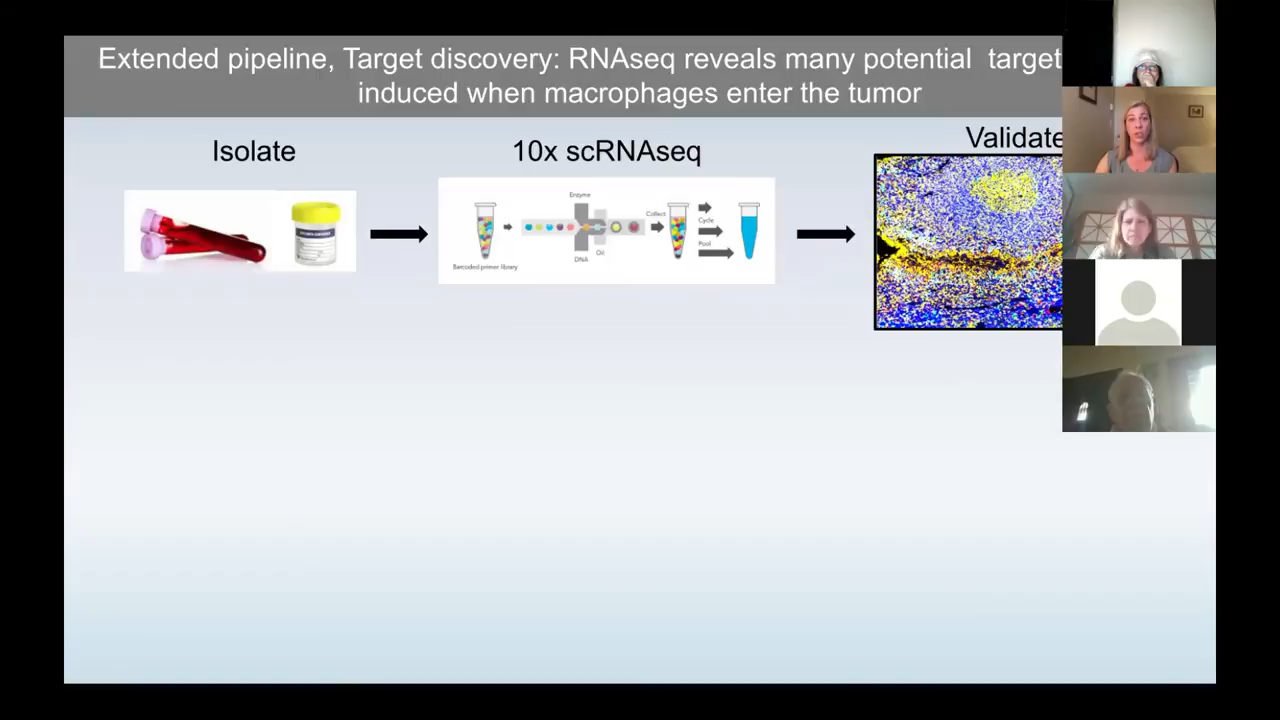 Extended pipeline, Target discovery: RNAseq reveals many potential target
induced when macrophages enter the tumor
Isolate
10x scRNAseq
Validate
Enzyme
Collect
Cycle
Pool
Oil
DNA
Barcoded primer library